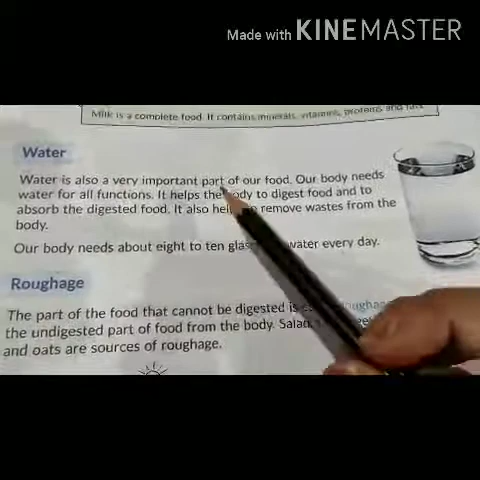 Made with KINEMASTER
Milk is a complete food. It contains minerals, vitamins, proteins, and fats.
Water
Water is also a very important part of our food. Our body needs
water for all functions. It helps the body to digest food and to
absorb the digested food. It also remove wastes from the
body.
Our body needs about eight to ten water every day.
Roughage
The part of the food that cannot be digested is
the undigested part of food from the body.
and oats are sources of roughage.